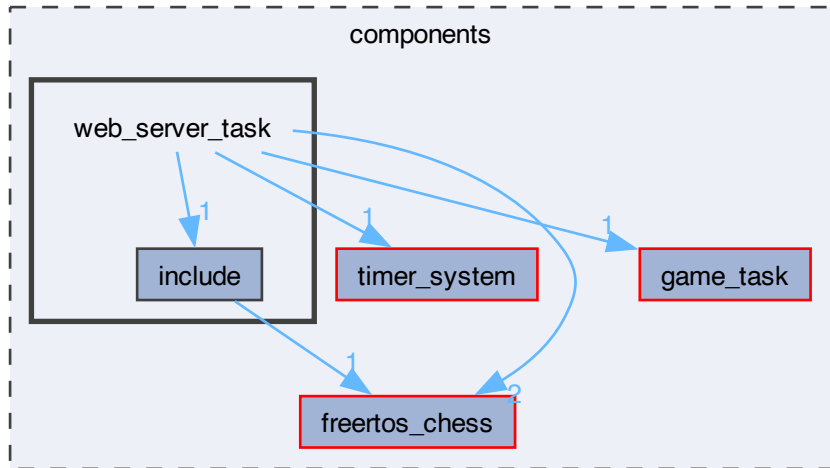 components
web_server_task
1
1
1
include
timer_system
game_task
1
2
freertos_chess